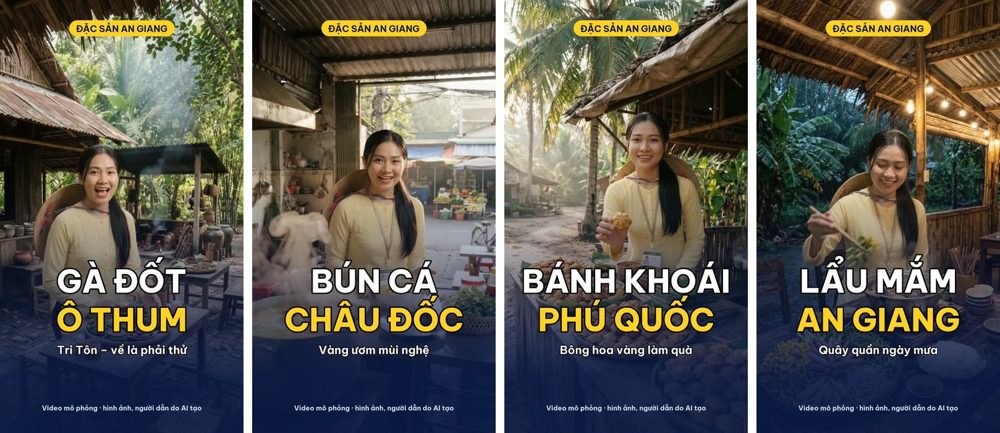 ĐẶC SẢN AN GIANG
GÀ ĐỐT
Ô THUM
Tri Tôn – về là phải thử
Video mô phỏng · hình ảnh, người dẫn do AI tạo
ĐẶC SẢN AN GIANG
BÚN CÁ
CHÂU ĐỐC
Vàng ươm mùi nghệ
Video mô phỏng · hình ảnh, người dẫn do AI tạo
ĐẶC SẢN AN GIANG
BÁNH KHOÁI
PHÚ QUỐC
Bông hoa vàng làm quà
Video mô phỏng · hình ảnh, người dẫn do AI tạo
ĐẶC SẢN AN GIANG
LẨU MẮM
AN GIANG
Quây quần ngày mưa
Video mô phỏng · hình ảnh, người dẫn do AI tạo